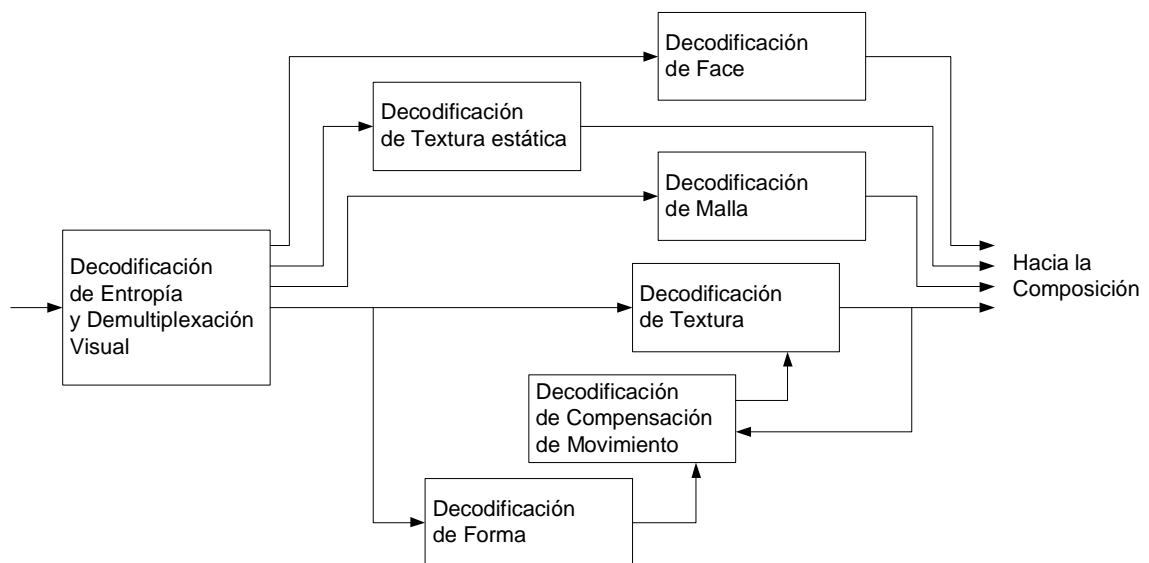 Decodificación
de Face
Decodificación
de Textura estática
Decodificación
de Malla
Decodificación
de Entropía
y Demultiplexación
Visual
Hacia la
Composición
Decodificación
de Textura
Decodificación
de Compensación
de Movimiento
Decodificación
de Forma